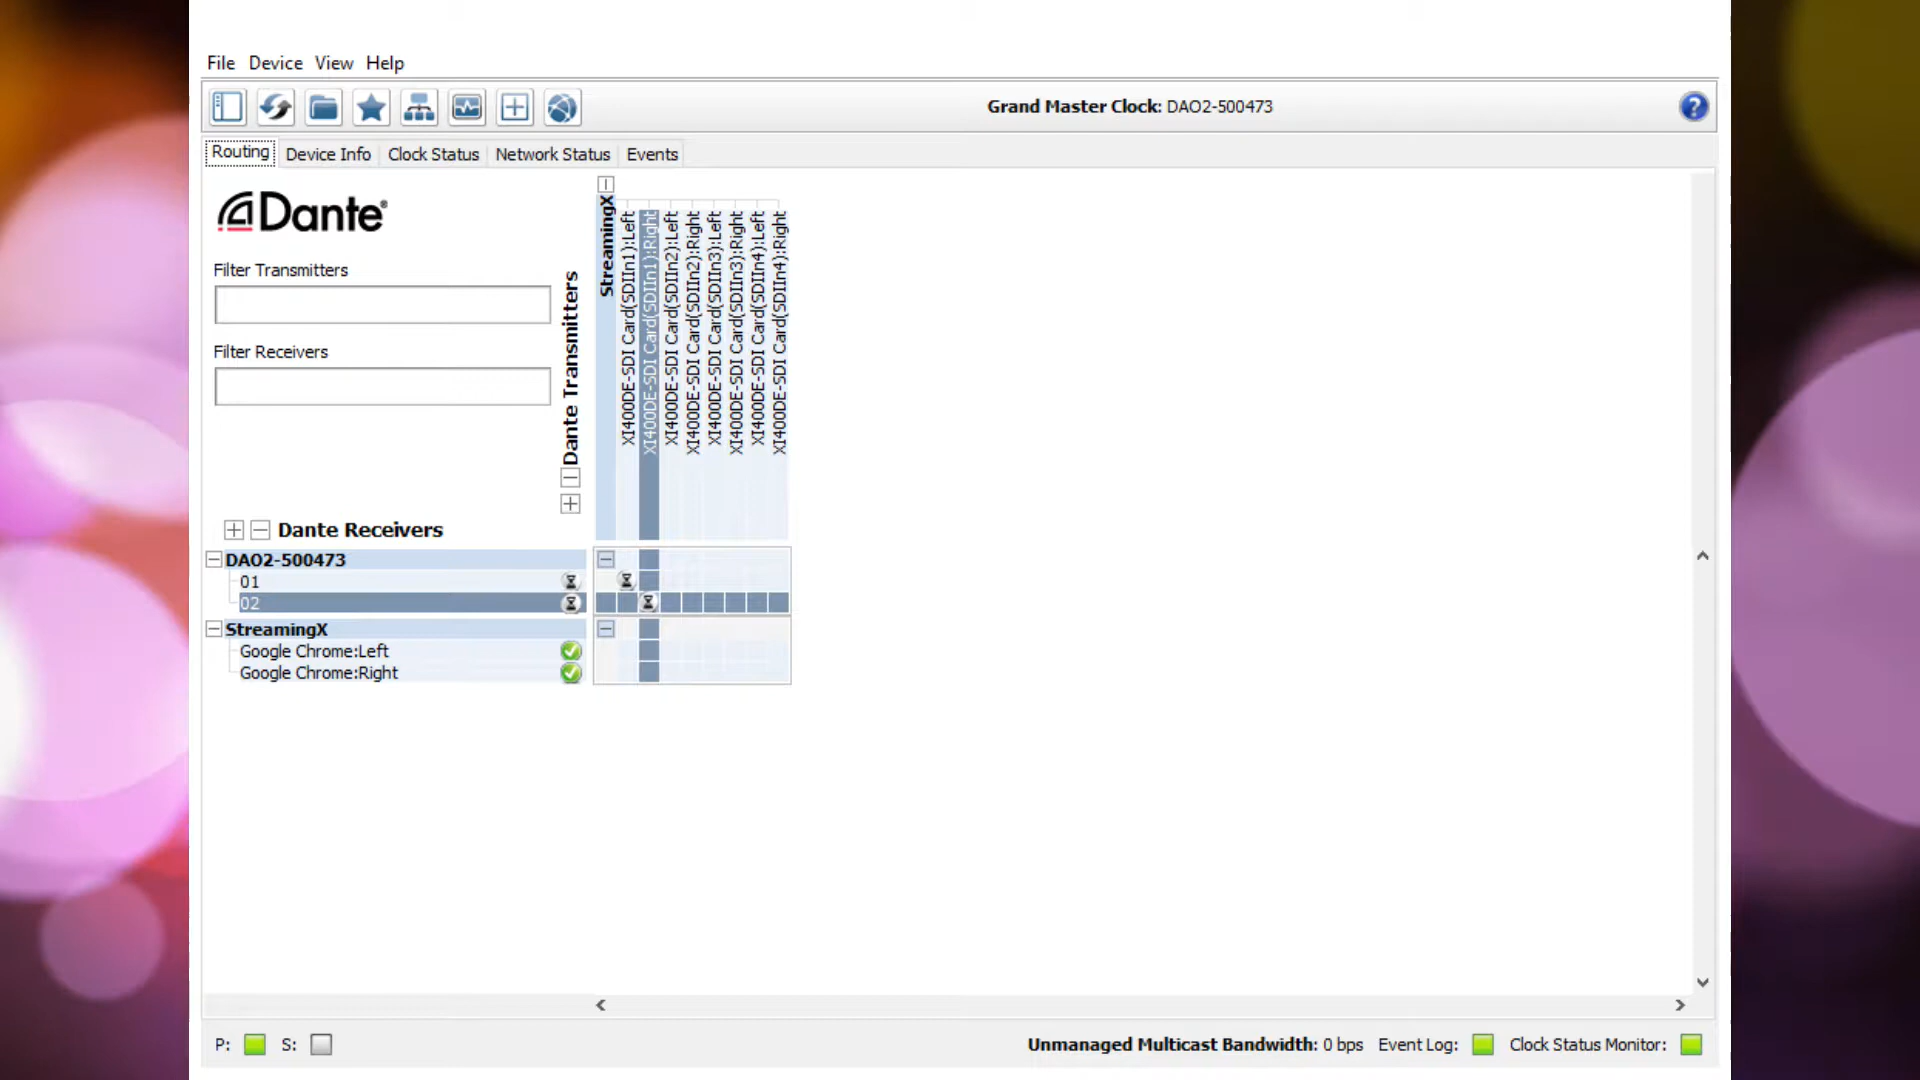 File Device View Help
Grand Master Clock: DAO2-500473
?
Routing Device Info Clock Status Network Status Events
Dante®
Filter Transmitters
Filter Receivers
Dante Transmitters
StreamingX
XI400DE-SDI Card(SDIIn1):Left
XI400DE-SDI Card(SDIIn1):Right
XI400DE-SDI Card(SDIIn2):Left
XI400DE-SDI Card(SDIIn2):Right
XI400DE-SDI Card(SDIIn3):Left
XI400DE-SDI Card(SDIIn3):Right
XI400DE-SDI Card(SDIIn4):Left
XI400DE-SDI Card(SDIIn4):Right
Dante Receivers
DAO2-500473
01
02
StreamingX
Google Chrome:Left
Google Chrome:Right
P: S: Unmanaged Multicast Bandwidth: 0 bps Event Log: Clock Status Monitor: